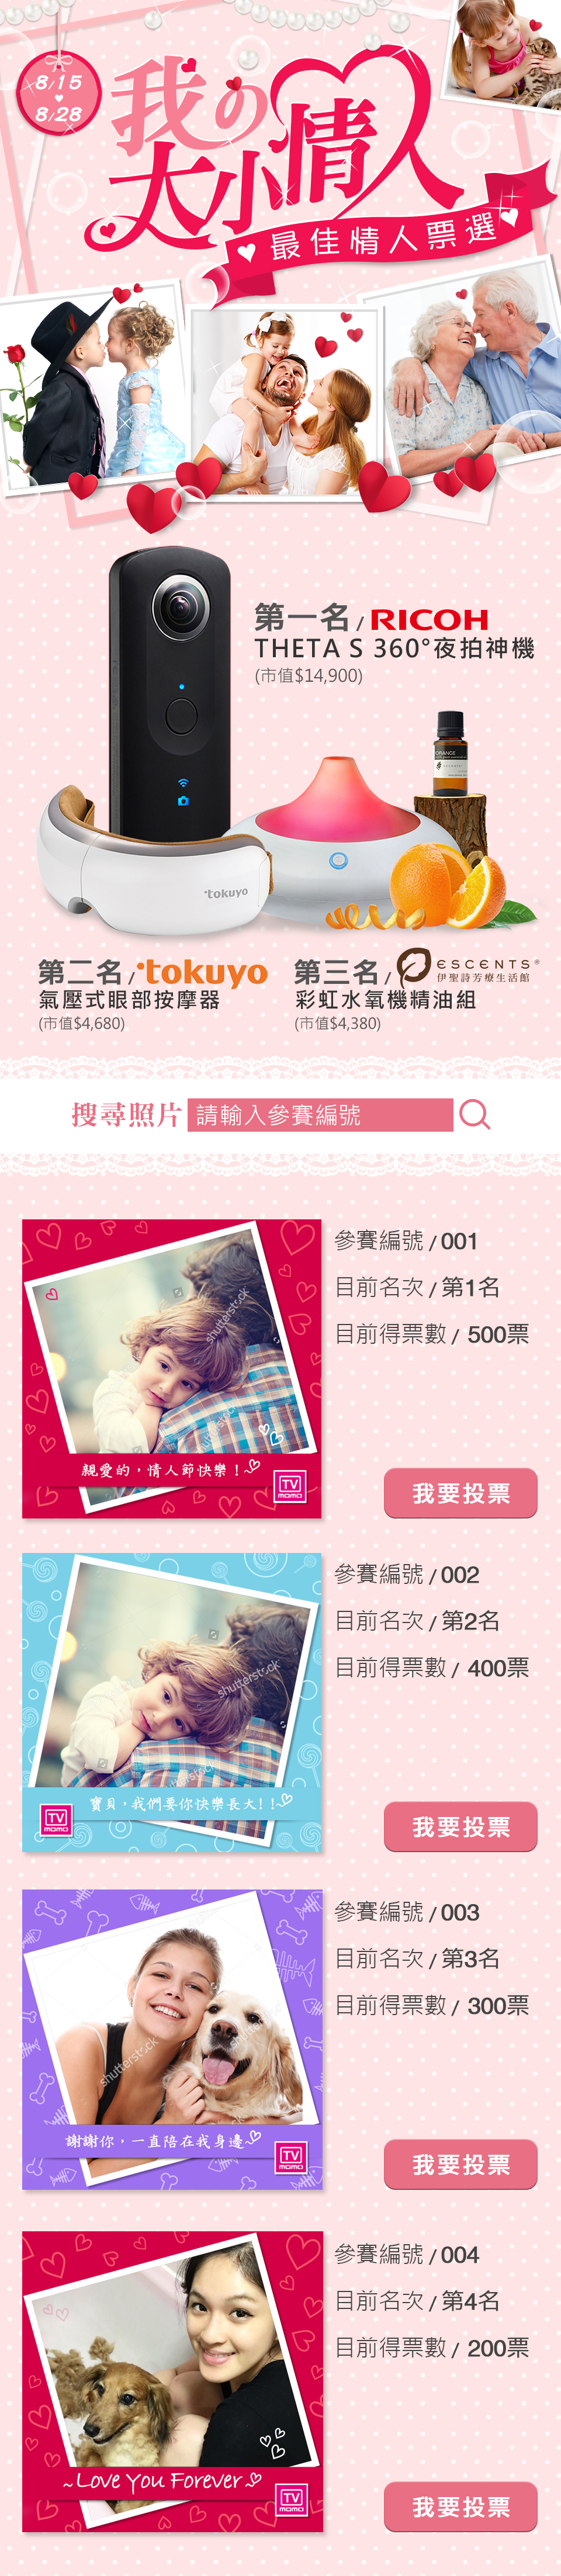 8/15
8/28
我の
大小情人
最佳情人票選
第一名/RICOH
THETA S 360°夜拍神機
(市值$14,900)
ORANGE
tokuyo
第二名/tokuyo
氣壓式眼部按摩器
(市值$4,680)
第三名/ESCENTS®
伊聖詩芳療生活館
彩虹水氧機精油組
(市值$4,380)
搜尋照片 請輸入參賽編號
參賽編號/001
目前名次/第1名
目前得票數/ 500票
shutterstock
shutterstock
親愛的，情人節快樂！
TV
momo
我要投票
參賽編號/002
目前名次/第2名
目前得票數/ 400票
shutterstock
shutterstock
寶貝，我們要你快樂長大！！
TV
momo
我要投票
參賽編號/003
目前名次/第3名
目前得票數/ 300票
shutterstock
shutterstock
謝謝你，一直陪在我身邊
TV
momo
我要投票
參賽編號/004
目前名次/第4名
目前得票數/ 200票
~Love You Forever~
TV
momo
我要投票